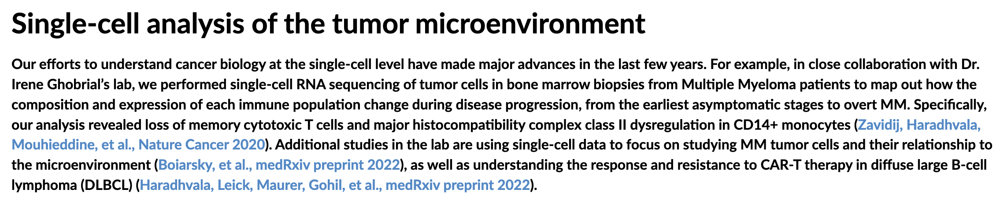 Single-cell analysis of the tumor microenvironment
Our efforts to understand cancer biology at the single-cell level have made major advances in the last few years. For example, in close collaboration with Dr.
Irene Ghobrial’s lab, we performed single-cell RNA sequencing of tumor cells in bone marrow biopsies from Multiple Myeloma patients to map out how the
composition and expression of each immune population change during disease progression, from the earliest asymptomatic stages to overt MM. Specifically,
our analysis revealed loss of memory cytotoxic T cells and major histocompatibility complex class II dysregulation in CD14+ monocytes (Zavidij, Haradhvala,
Mouhieddine, et al., Nature Cancer 2020). Additional studies in the lab are using single-cell data to focus on studying MM tumor cells and their relationship to
the microenvironment (Boiarsky, et al., medRxiv preprint 2022), as well as understanding the response and resistance to CAR-T therapy in diffuse large B-cell
lymphoma (DLBCL) (Haradhvala, Leick, Maurer, Gohil, et al., medRxiv preprint 2022).